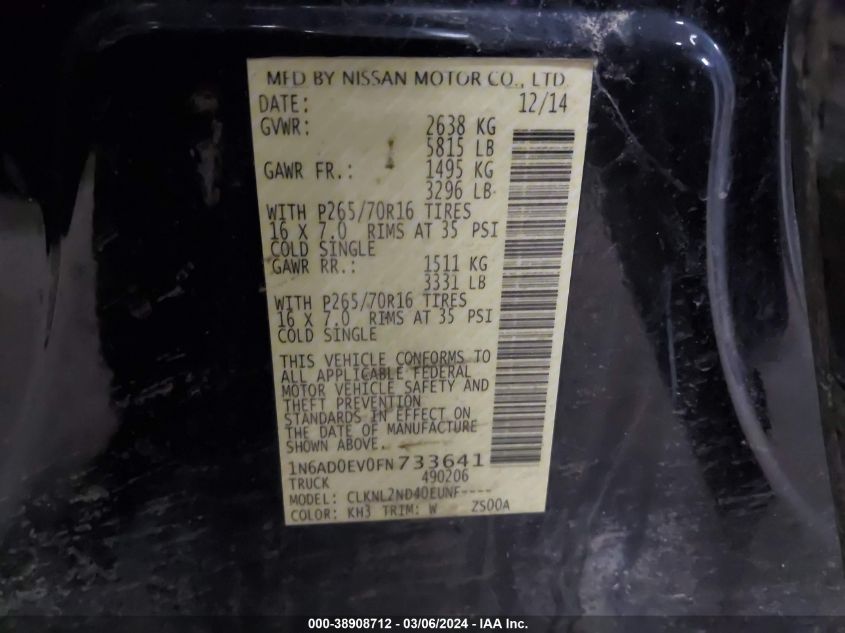 MFD BY NISSAN MOTOR CO., LTD.
DATE: 12/14
GVWR: 2638 KG
5815 LB
GAWR FR.: 1495 KG
3296 LB
WITH P265/70R16 TIRES
16 X 7.0 RIMS AT 35 PSI
COLD SINGLE
GAWR RR.: 1511 KG
3331 LB
WITH P265/70R16 TIRES
16 X 7.0 RIMS AT 35 PSI
COLD SINGLE
THIS VEHICLE CONFORMS TO
ALL APPLICABLE FEDERAL
MOTOR VEHICLE SAFETY AND
THEFT PREVENTION
STANDARDS IN EFFECT ON
THE DATE OF MANUFACTURE
SHOWN ABOVE.
1N6AD0EV0FN733641
TRUCK 490206
MODEL: CLKNL2ND40EUNF----
COLOR: KH3 TRIM: W ZS00A
000-38908712 - 03/06/2024 - IAA Inc.